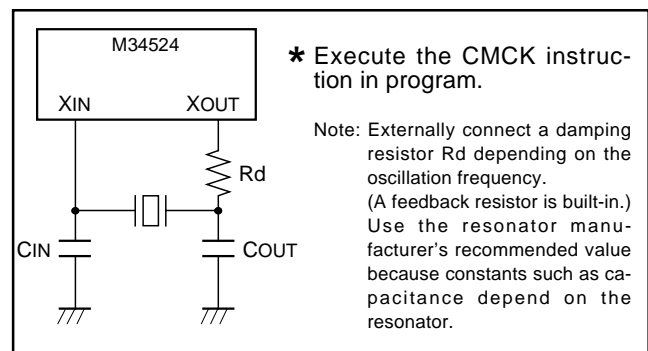 M34524
XIN
XOUT
Rd
CIN
COUT
* Execute the CMCK instruc-
tion in program.
Note: Externally connect a damping
resistor Rd depending on the
oscillation frequency.
(A feedback resistor is built-in.)
Use the resonator manu-
facturer's recommended value
because constants such as ca-
pacitance depend on the
resonator.